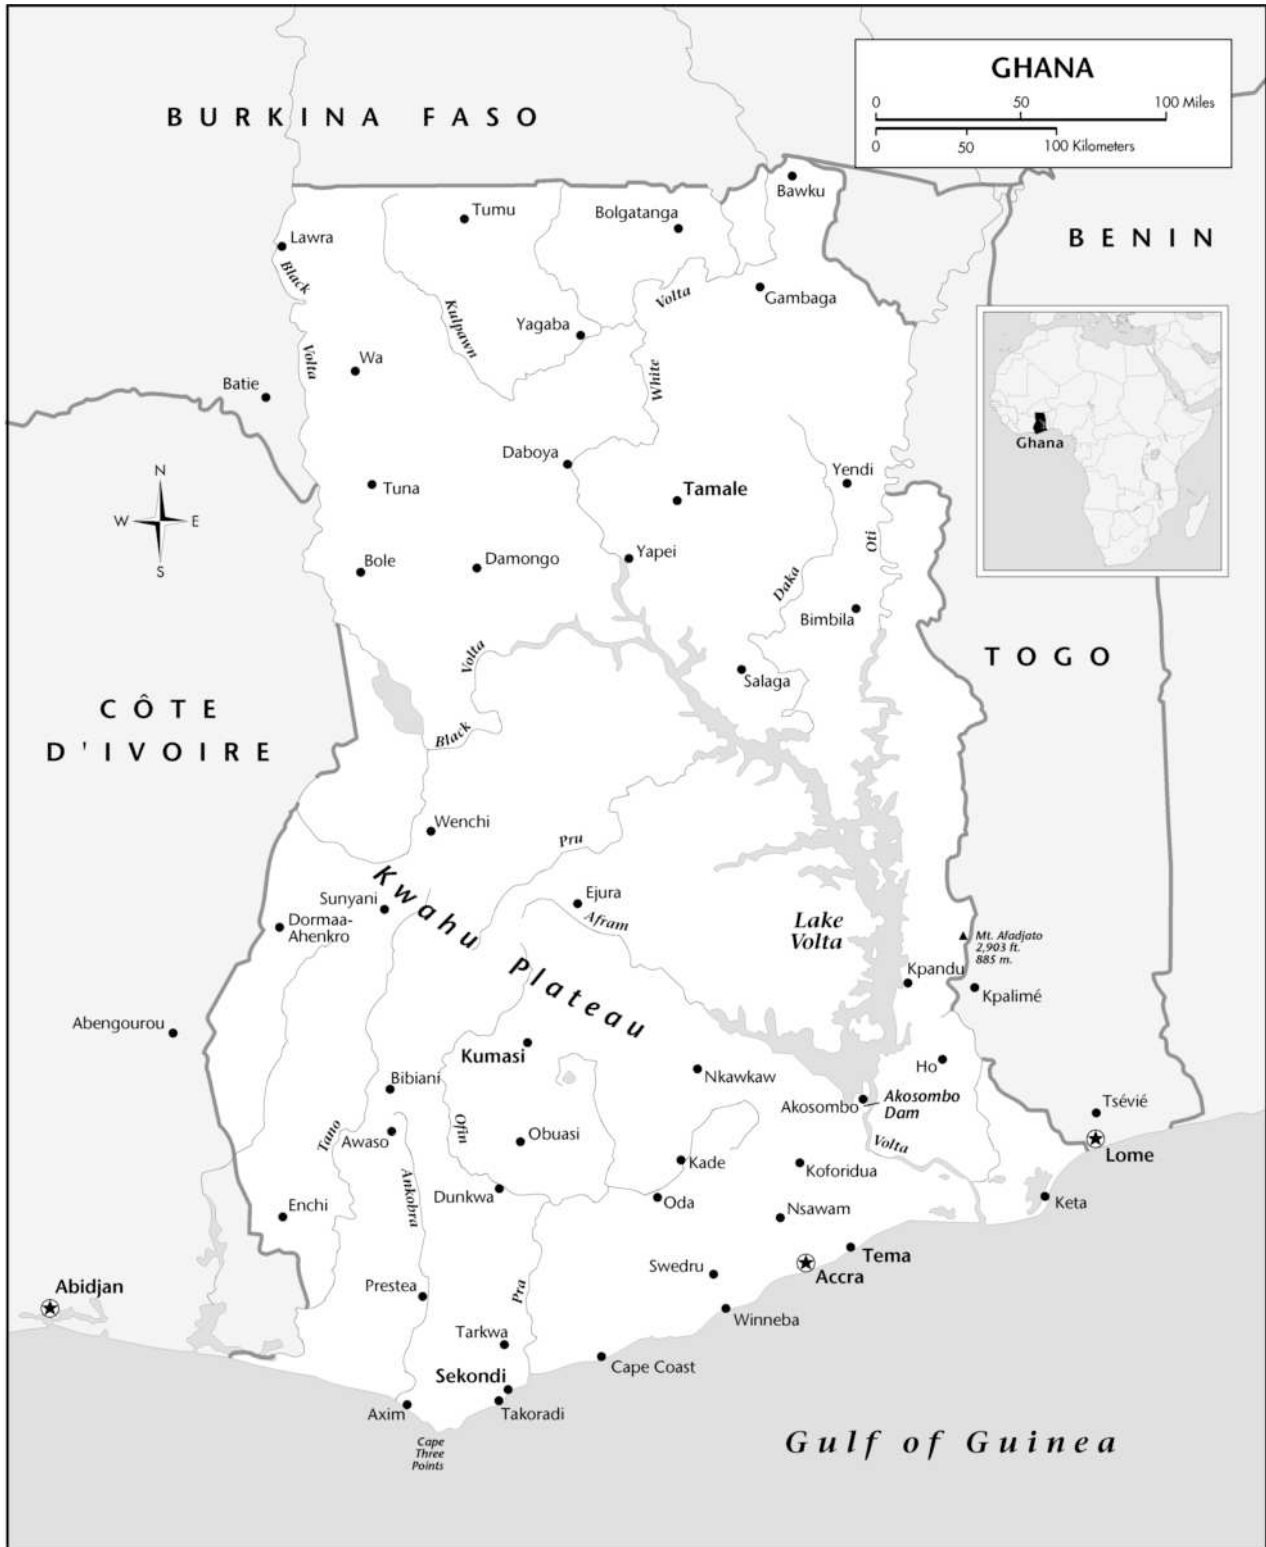 GHANA
0 50 100 Miles
0 50 100 Kilometers
BURKINA FASO
BENIN
Bawku
Tumu
Bolgatanga
Lawra
Black
Volta
Gambaga
Kulpawn
Yagaba
Volta
White
Wa
Batie
Ghana
Daboya
Yendi
Tamale
Tuna
N
W E
S
Oti
Yapei
Damongo
Bole
Daka
Bimbila
Volta
TOGO
Salaga
CÔTE
D'IVOIRE
Black
Wenchi
Pru
Kwahu Plateau
Sunyani
Ejura
Afram
Dormaa-
Ahenkro
Lake
Volta
Mt. Afadjato
2,903 ft.
885 m.
Kpandu
Kpalimé
Abengourou
Kumasi
Ho
Nkawkaw
Bibiani
Akosombo
Akosombo
Dam
Tsévié
Ofin
Tano
Awaso
Obuasi
Volta
Lome
Kade
Koforidua
Ankobra
Dunkwa
Oda
Keta
Enchi
Nsawam
Tema
Swedru
Accra
Abidjan
Prestea
Pra
Winneba
Tarkwa
Cape Coast
Sekondi
Axim
Takoradi
Cape
Three
Points
Gulf of Guinea